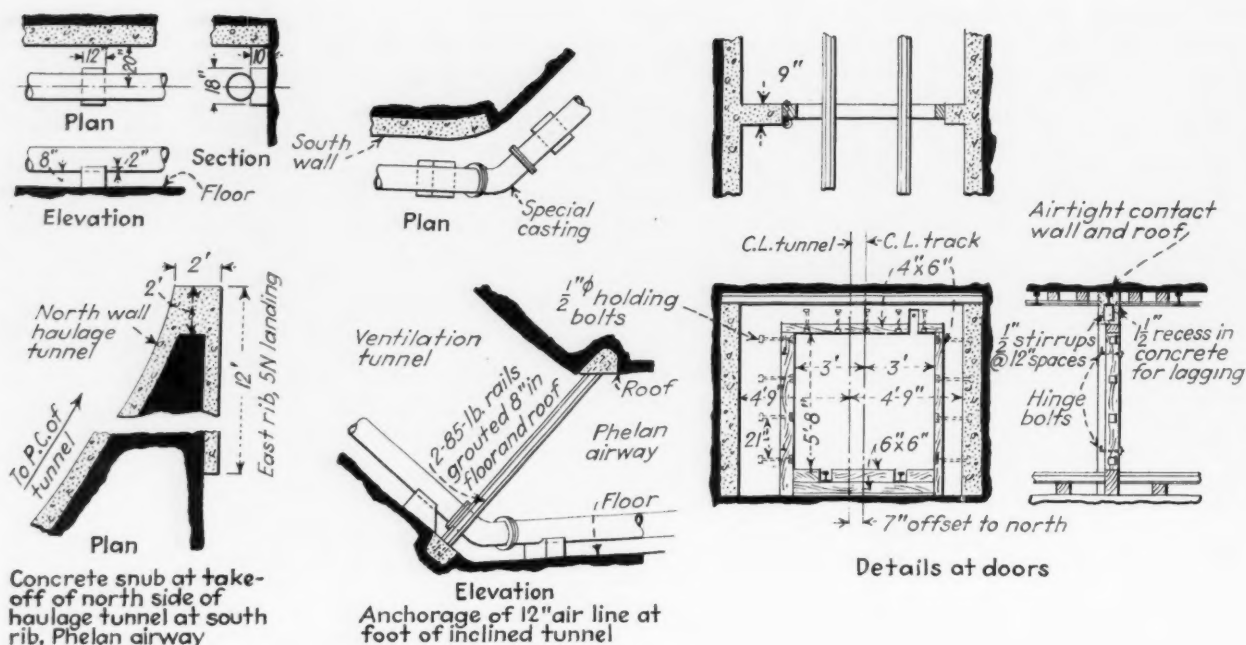 12"
20"
Plan
18"
10"
Section
8"
2"
Floor
Elevation
South
wall
Plan
Special
casting
9"
2'
2'
North wall
haulage
tunnel
12'
East rib, 5N landing
To P.C. of
tunnel
Plan
Concrete snub at take-
off of north side of
haulage tunnel at south
rib, Phelan airway
Ventilation
tunnel
2-85-lb. rails
grouted 8" in
floor and roof
Roof
Phelan
airway
Floor
Elevation
Anchorage of 12" air line at
foot of inclined tunnel
C.L. tunnel
C.L. track
4"x6"
1/2"φ holding
bolts
3'
3'
4'9"
4'9"
5'-8"
21"
6"x6"
7" offset to north
Airtight contact
wall and roof
1/2" stirrups
@ 12" spaces
1/2" recess in
concrete
for lagging
Hinge
bolts
Details at doors